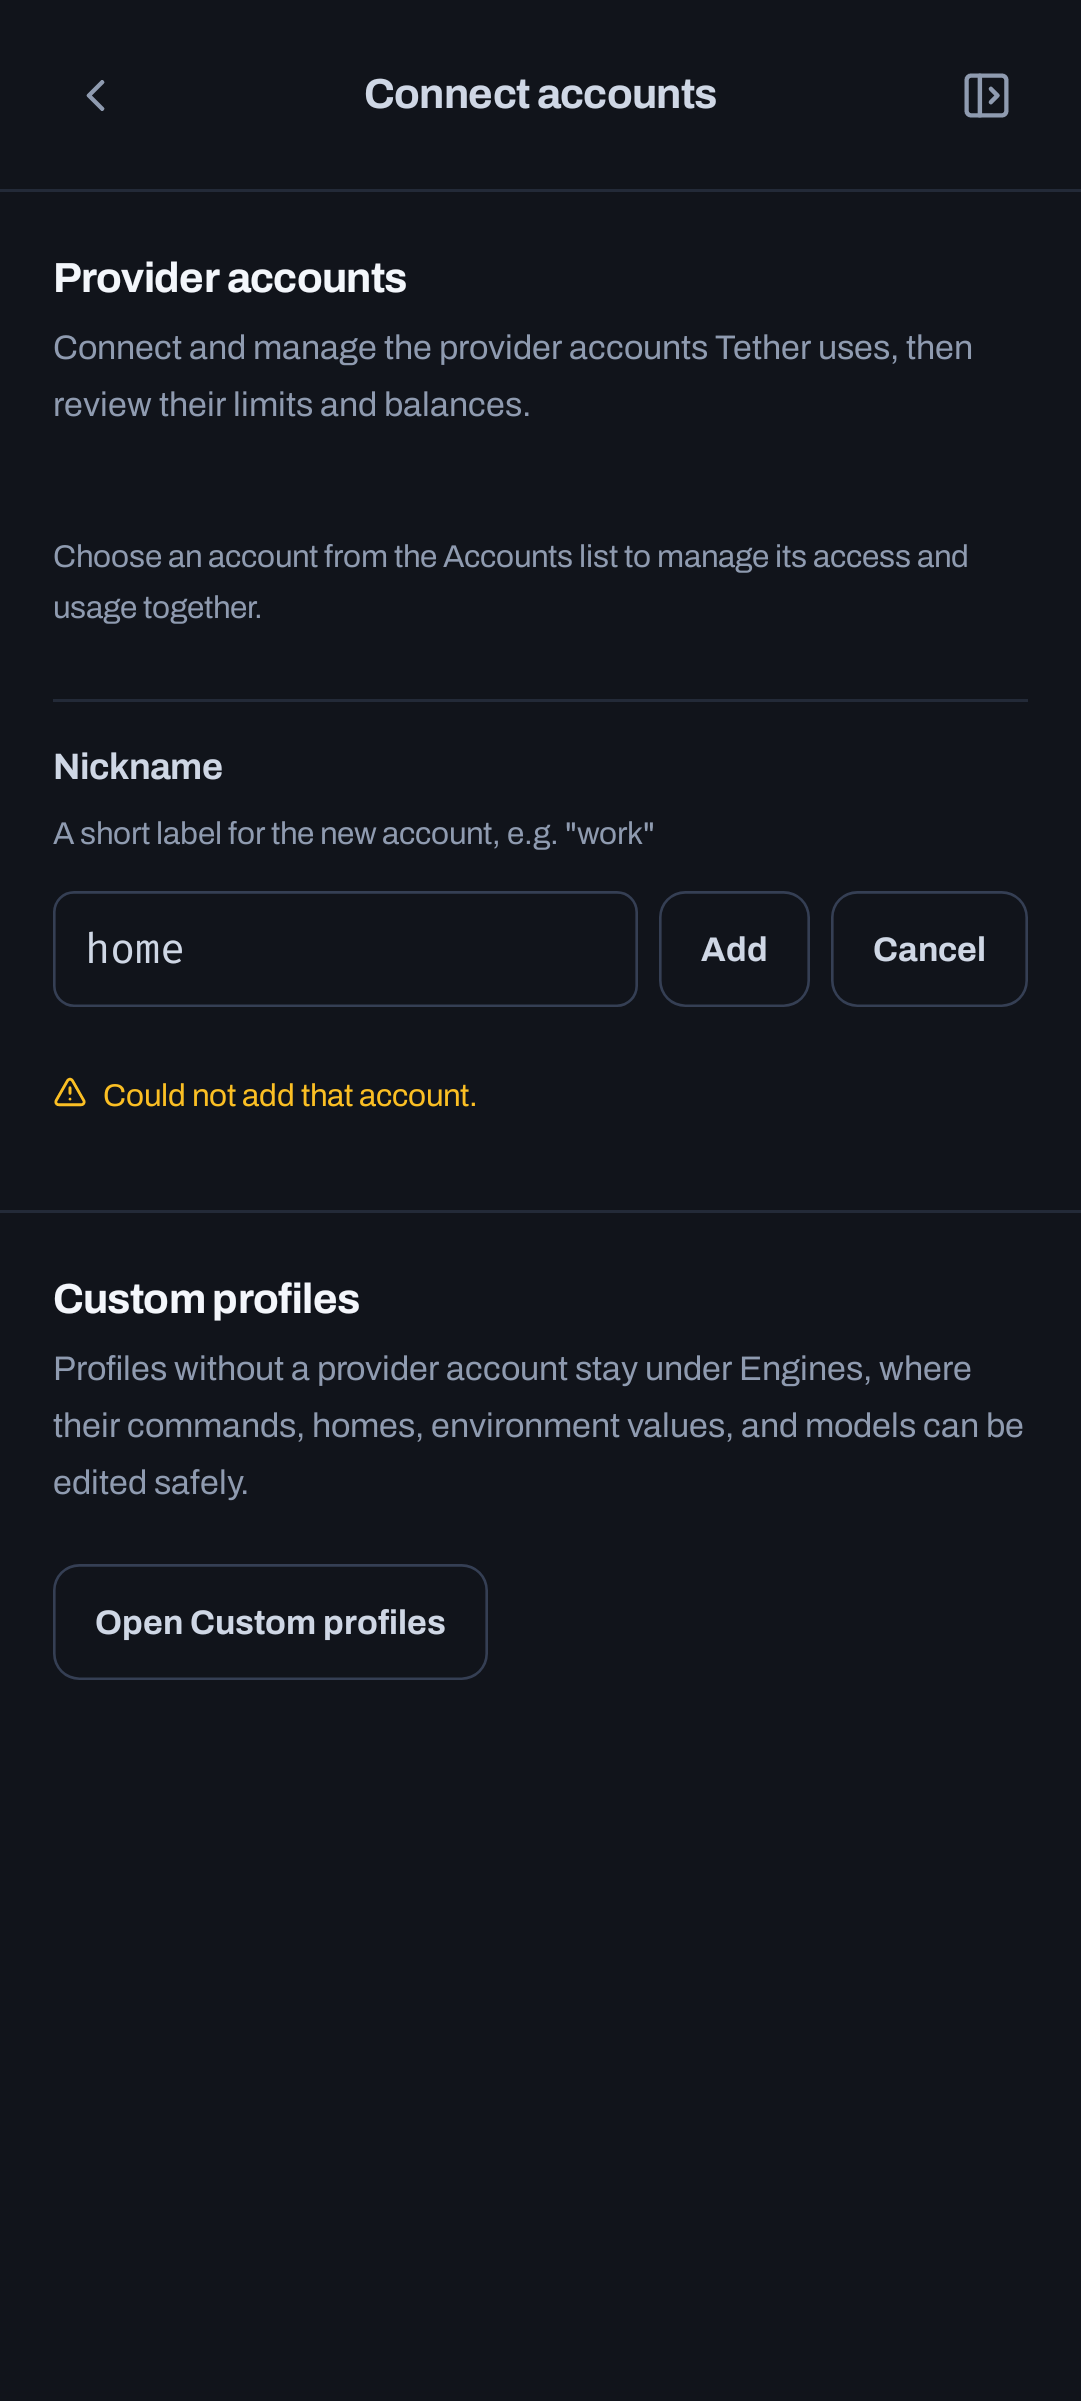 Connect accounts
Provider accounts
Connect and manage the provider accounts Tether uses, then
review their limits and balances.
Choose an account from the Accounts list to manage its access and
usage together.
Nickname
A short label for the new account, e.g. "work"
home
Add
Cancel
Could not add that account.
Custom profiles
Profiles without a provider account stay under Engines, where
their commands, homes, environment values, and models can be
edited safely.
Open Custom profiles